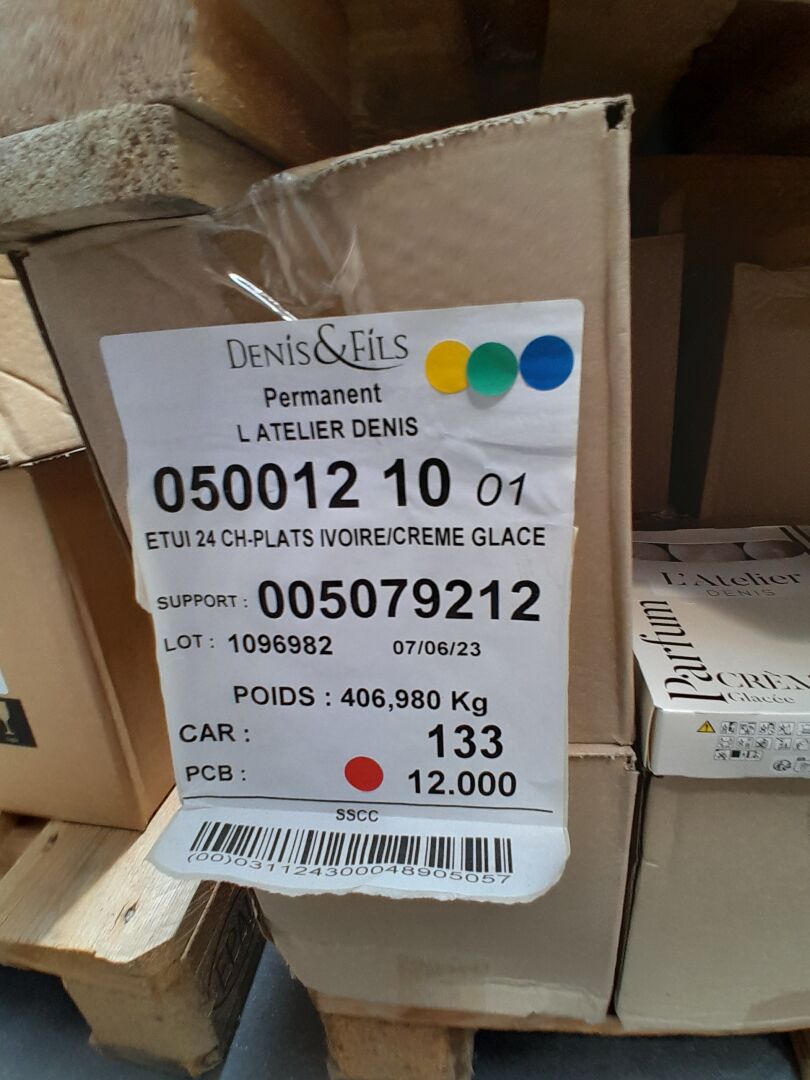 DENIS & FILS
Permanent
L ATELIER DENIS
050012 10 01
ETUI 24 CH-PLATS IVOIRE/CREME GLACE
SUPPORT : 005079212
LOT : 1096982 07/06/23
POIDS : 406,980 Kg
CAR : 133
PCB : 12.000
SSCC
(00)031124300048905057
L'Atelier
DENIS
Parfum
CRÈM
Glacée